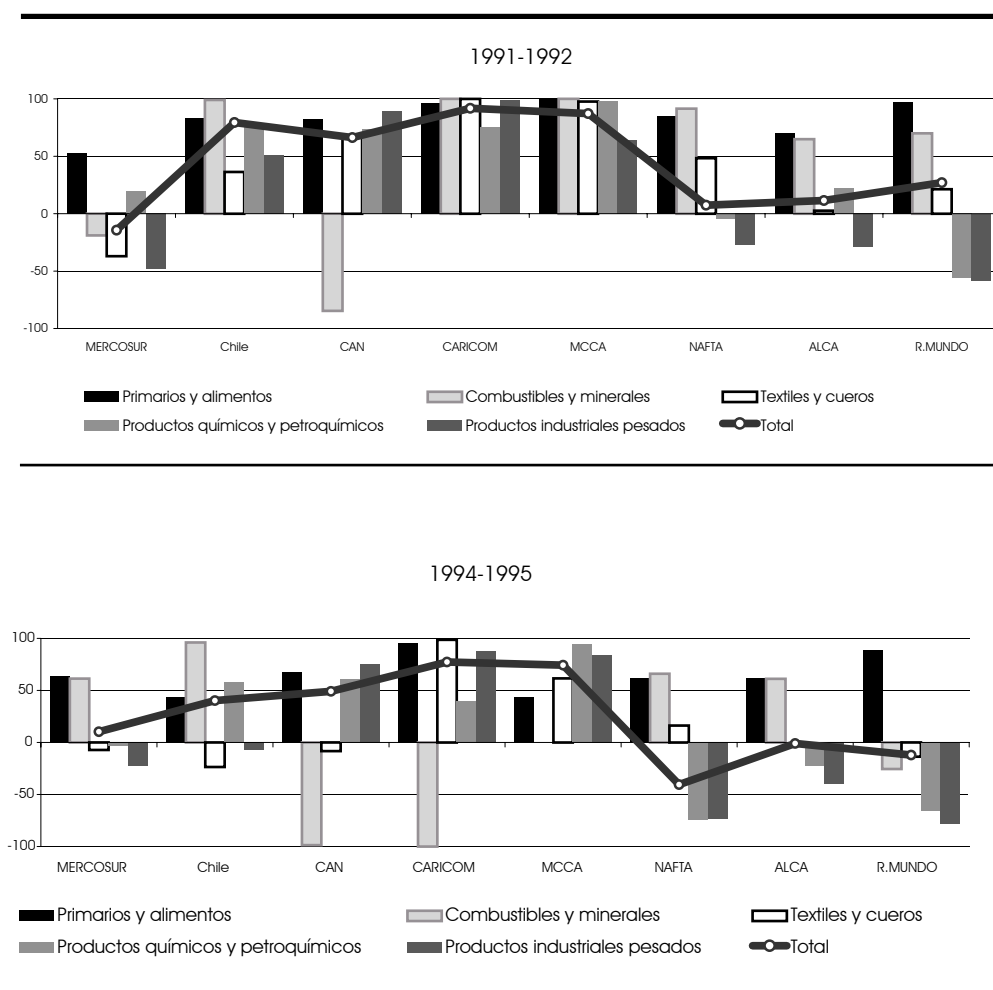 1991-1992
100
50
0
-50
-100
MERCOSUR Chile CAN CARICOM MCCA NAFTA ALCA R.MUNDO
Primarios y alimentos Combustibles y minerales Textiles y cueros
Productos químicos y petroquímicos Productos industriales pesados Total
1994-1995
100
50
0
-50
-100
MERCOSUR Chile CAN CARICOM MCCA NAFTA ALCA R.MUNDO
Primarios y alimentos Combustibles y minerales Textiles y cueros
Productos químicos y petroquímicos Productos industriales pesados Total